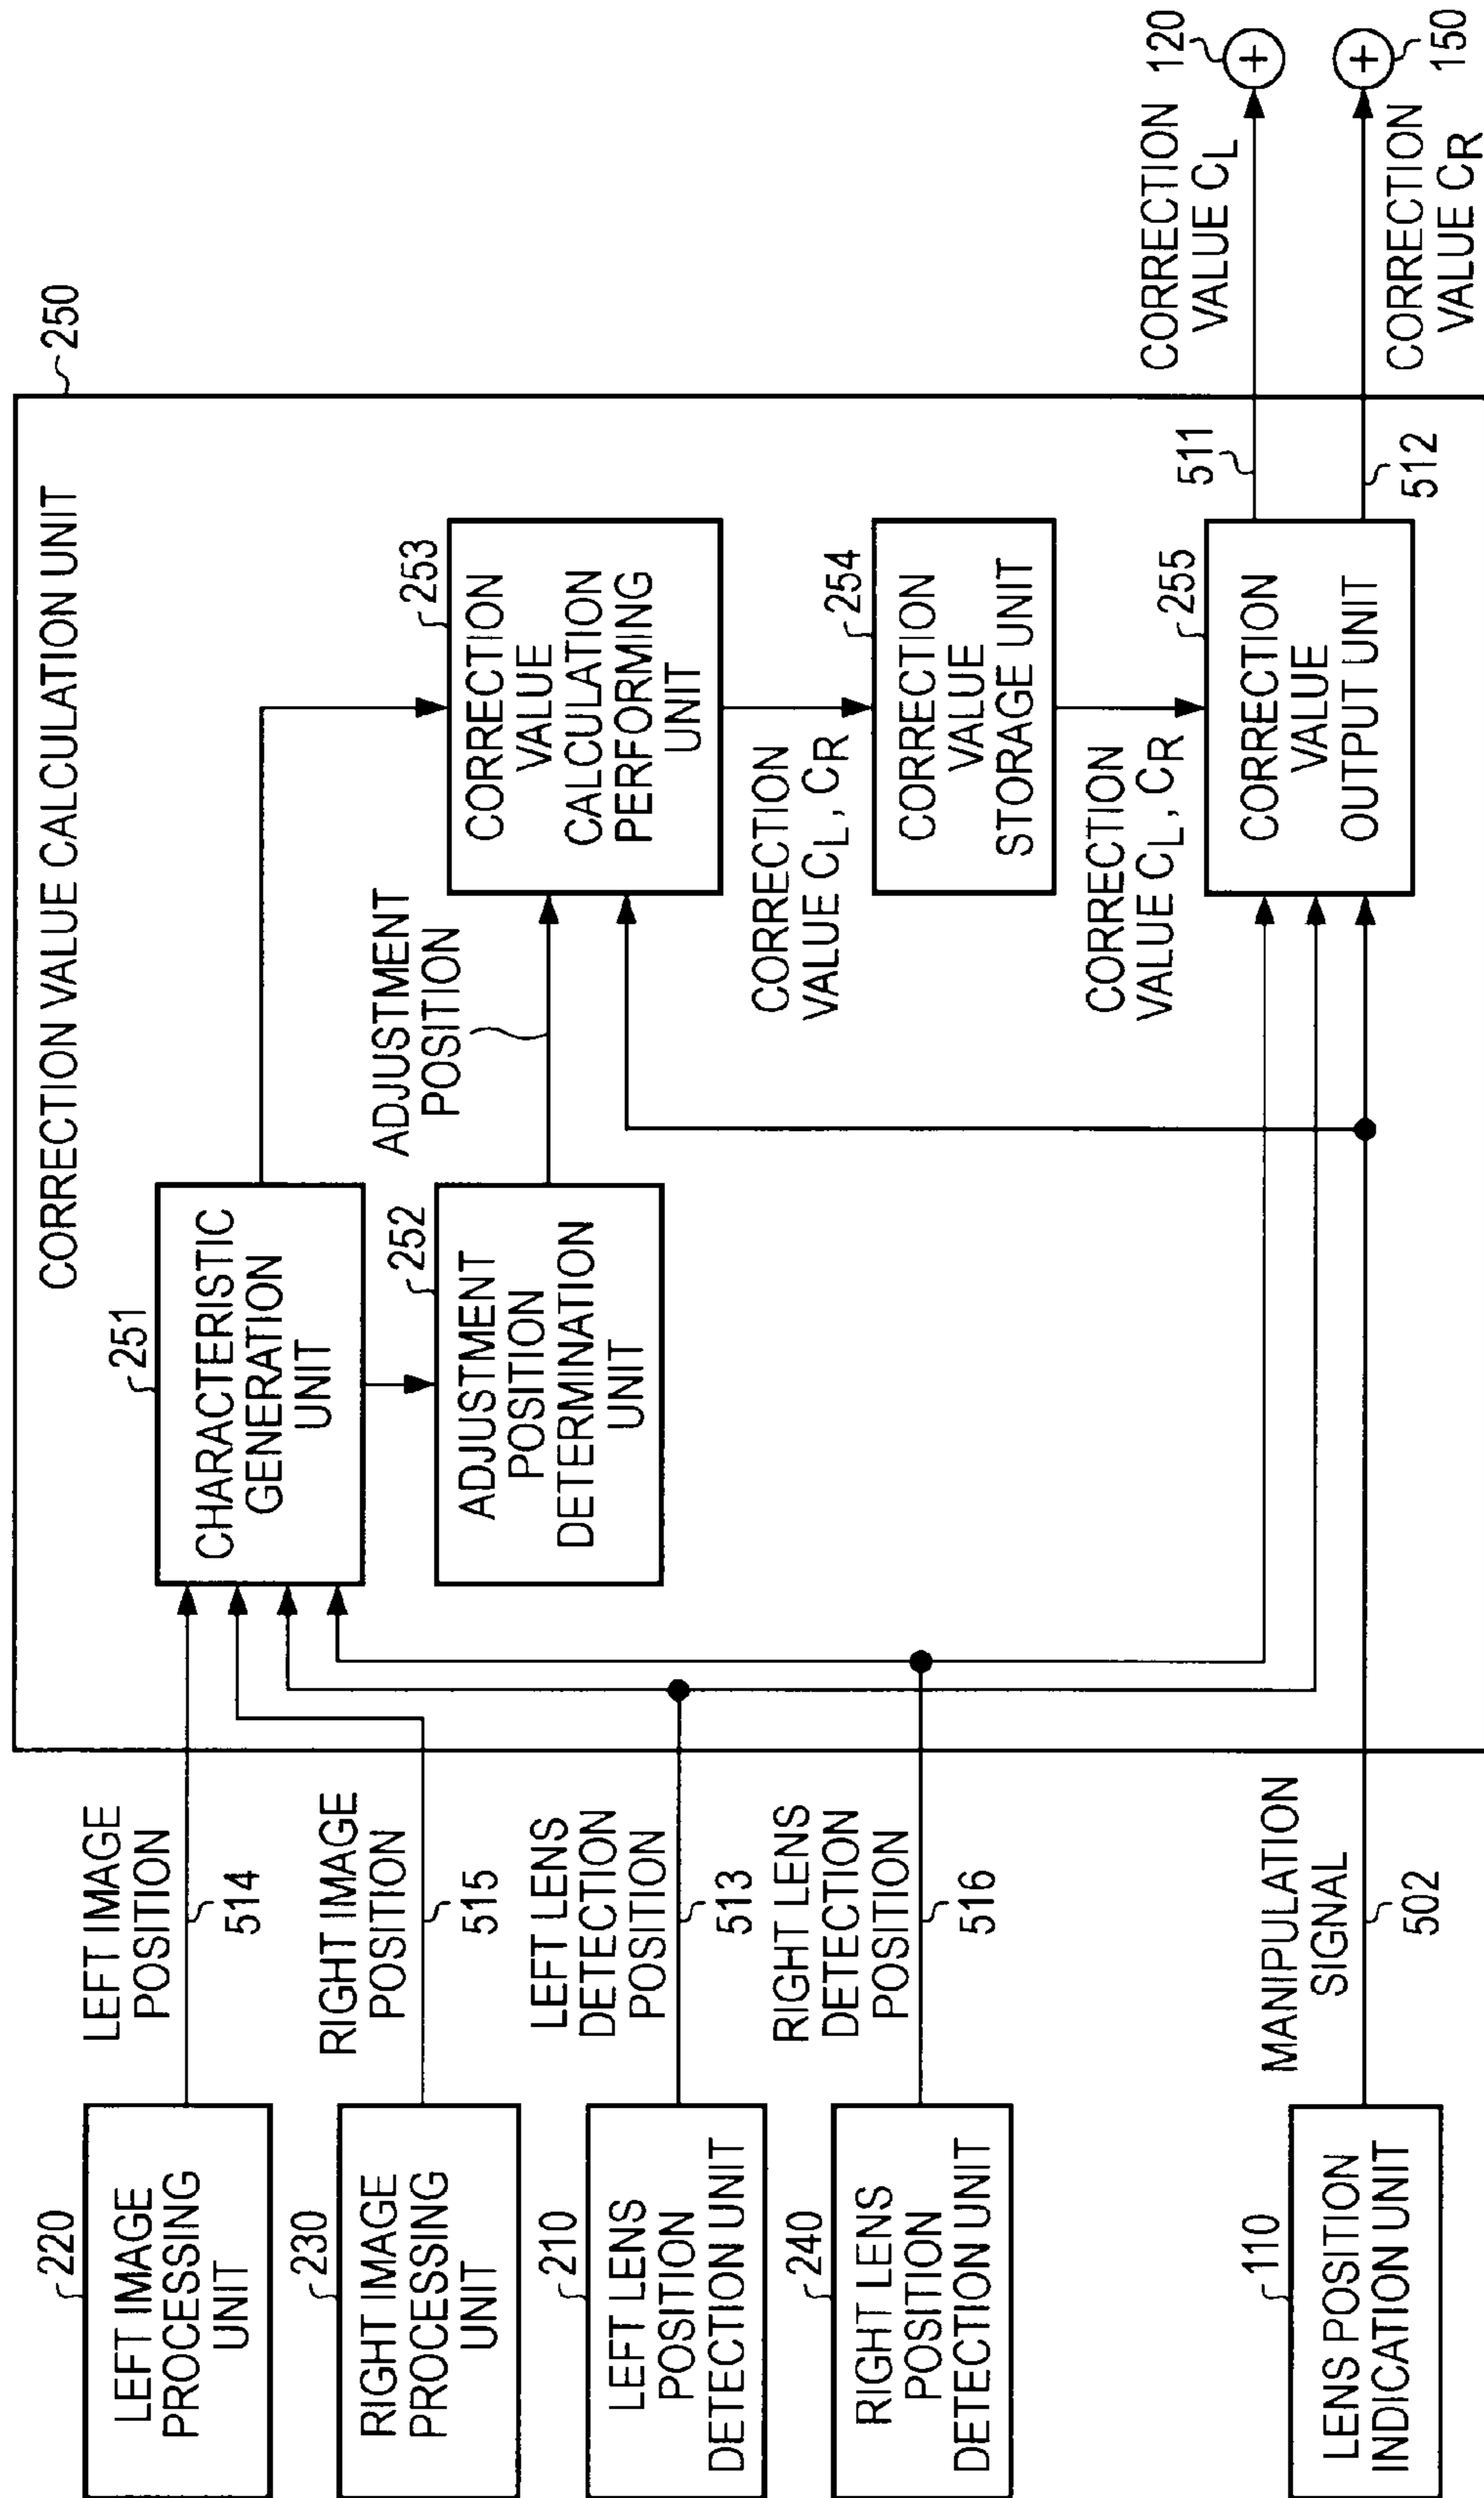 220
LEFT IMAGE
PROCESSING
UNIT
230
RIGHT IMAGE
PROCESSING
UNIT
210
LEFT LENS
POSITION
DETECTION UNIT
240
RIGHT LENS
POSITION
DETECTION UNIT
110
LENS POSITION
INDICATION UNIT
LEFT IMAGE
POSITION
514
RIGHT IMAGE
POSITION
515
LEFT LENS
DETECTION
POSITION
513
RIGHT LENS
DETECTION
POSITION
516
MANIPULATION
SIGNAL
502
CORRECTION VALUE CALCULATION UNIT
250
251
CHARACTERISTIC
GENERATION
UNIT
252
ADJUSTMENT
POSITION
DETERMINATION
UNIT
ADJUSTMENT
POSITION
253
CORRECTION
VALUE
CALCULATION
PERFORMING
UNIT
CORRECTION
VALUE CL, CR
254
CORRECTION
VALUE
STORAGE UNIT
CORRECTION
VALUE CL, CR
255
CORRECTION
VALUE
OUTPUT UNIT
511
512
CORRECTION
VALUE CL
120
+
CORRECTION
VALUE CR
150
+